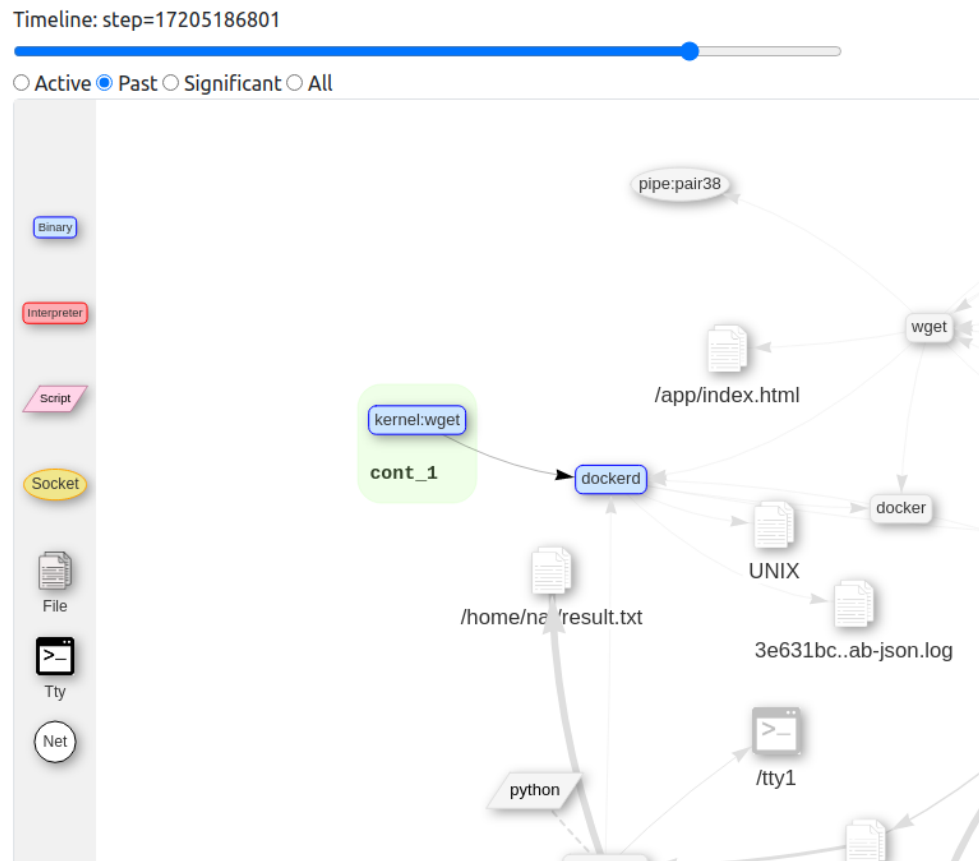 Timeline: step=17205186801
Active Past Significant All
pipe:pair38
Binary
Interpreter
wget
/app/index.html
Script
kernel:wget
cont_1
dockerd
Socket
docker
UNIX
File
/home/na /result.txt
3e631bc..ab-json.log
Tty
Net
/tty1
python